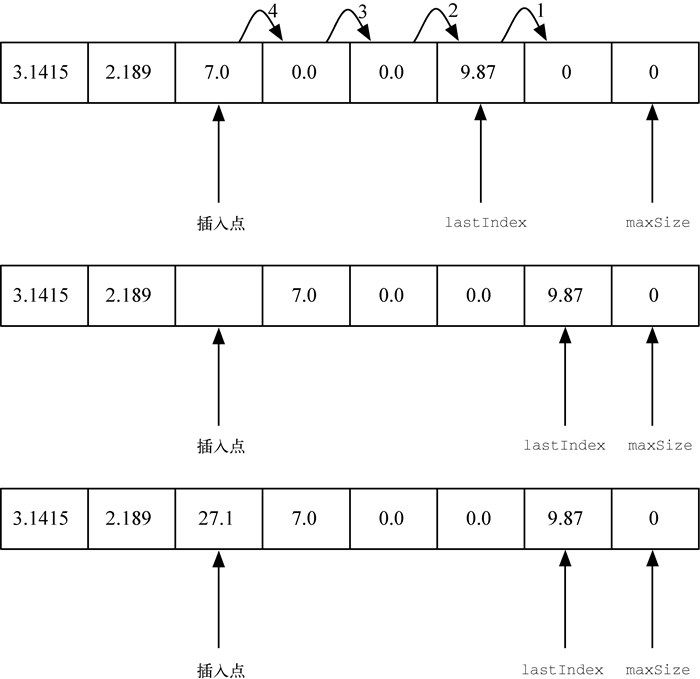 4 3 2 1
3.1415 2.189 7.0 0.0 0.0 9.87 0 0
插入点 lastIndex maxSize
3.1415 2.189 7.0 0.0 0.0 9.87 0
插入点 lastIndex maxSize
3.1415 2.189 27.1 7.0 0.0 0.0 9.87 0
插入点 lastIndex maxSize